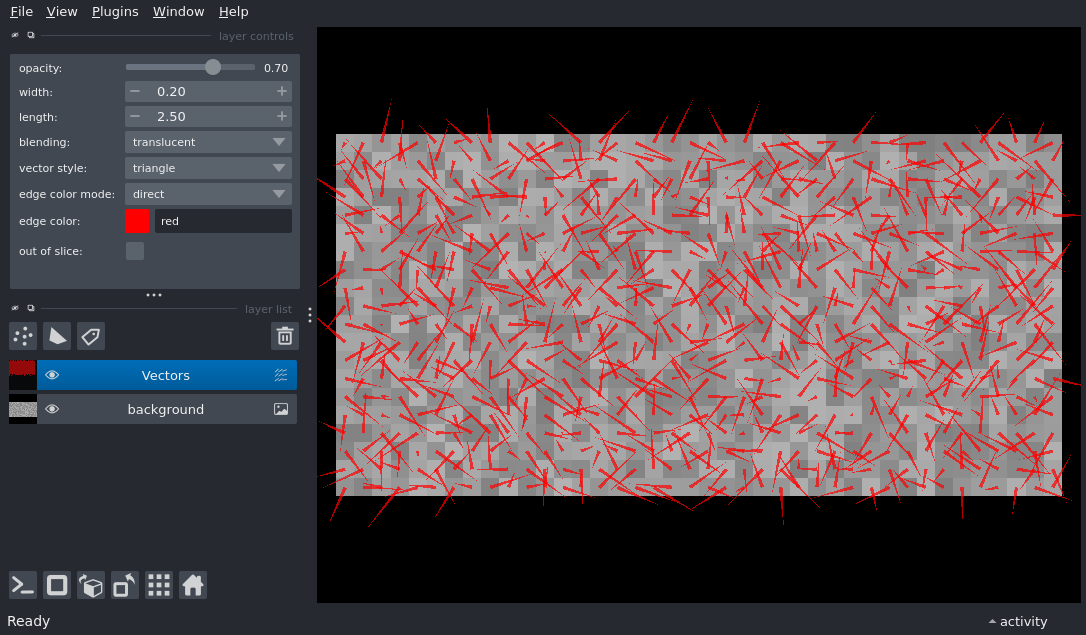 File View Plugins Window Help
layer controls
opacity: 0.70
width: − 0.20 +
length: − 2.50 +
blending: translucent
vector style: triangle
edge color mode: direct
edge color: red
out of slice:
layer list
Vectors
background
Ready
activity